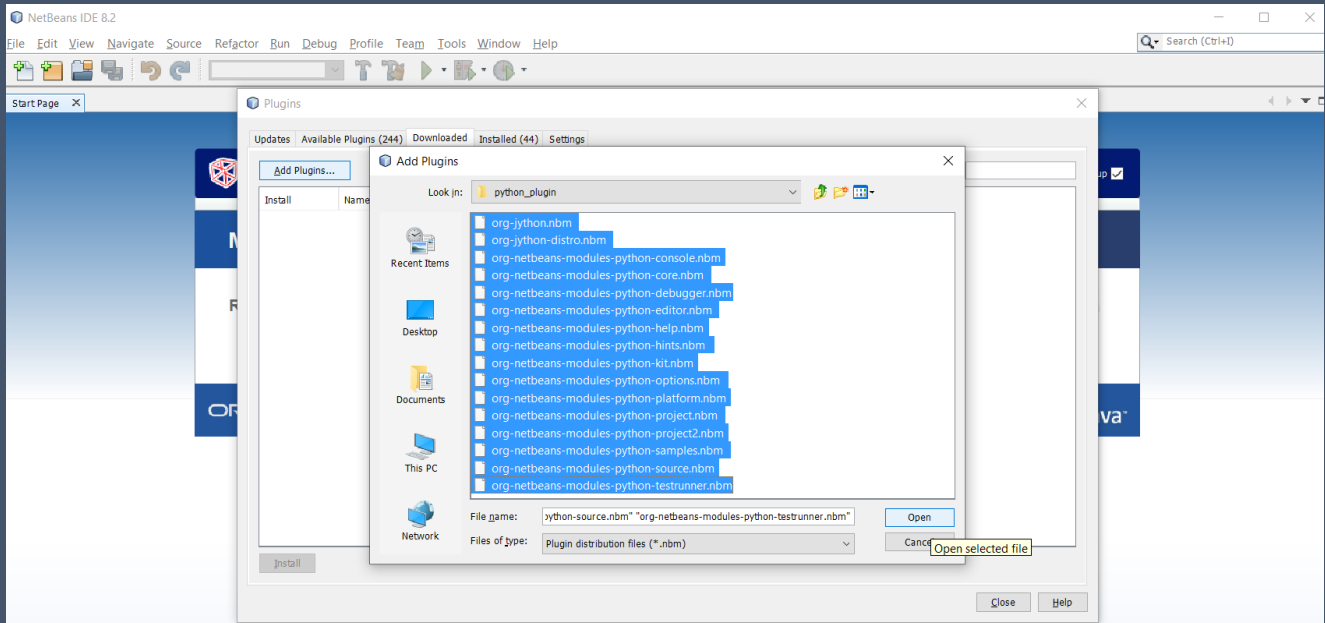 NetBeans IDE 8.2
File Edit View Navigate Source Refactor Run Debug Profile Team Tools Window Help
Search (Ctrl+I)
Start Page
Plugins
Updates Available Plugins (244) Downloaded Installed (44) Settings
Add Plugins...
Install Name
Add Plugins
Look in: python_plugin
Recent Items
Desktop
Documents
This PC
Network
org-jython.nbm
org-jython-distro.nbm
org-netbeans-modules-python-console.nbm
org-netbeans-modules-python-core.nbm
org-netbeans-modules-python-debugger.nbm
org-netbeans-modules-python-editor.nbm
org-netbeans-modules-python-help.nbm
org-netbeans-modules-python-hints.nbm
org-netbeans-modules-python-kit.nbm
org-netbeans-modules-python-options.nbm
org-netbeans-modules-python-platform.nbm
org-netbeans-modules-python-project.nbm
org-netbeans-modules-python-project2.nbm
org-netbeans-modules-python-samples.nbm
org-netbeans-modules-python-source.nbm
org-netbeans-modules-python-testrunner.nbm
File name: ython-source.nbm" "org-netbeans-modules-python-testrunner.nbm" Open
Files of type: Plugin distribution files (*.nbm) Cance
Open selected file
Install
Close Help